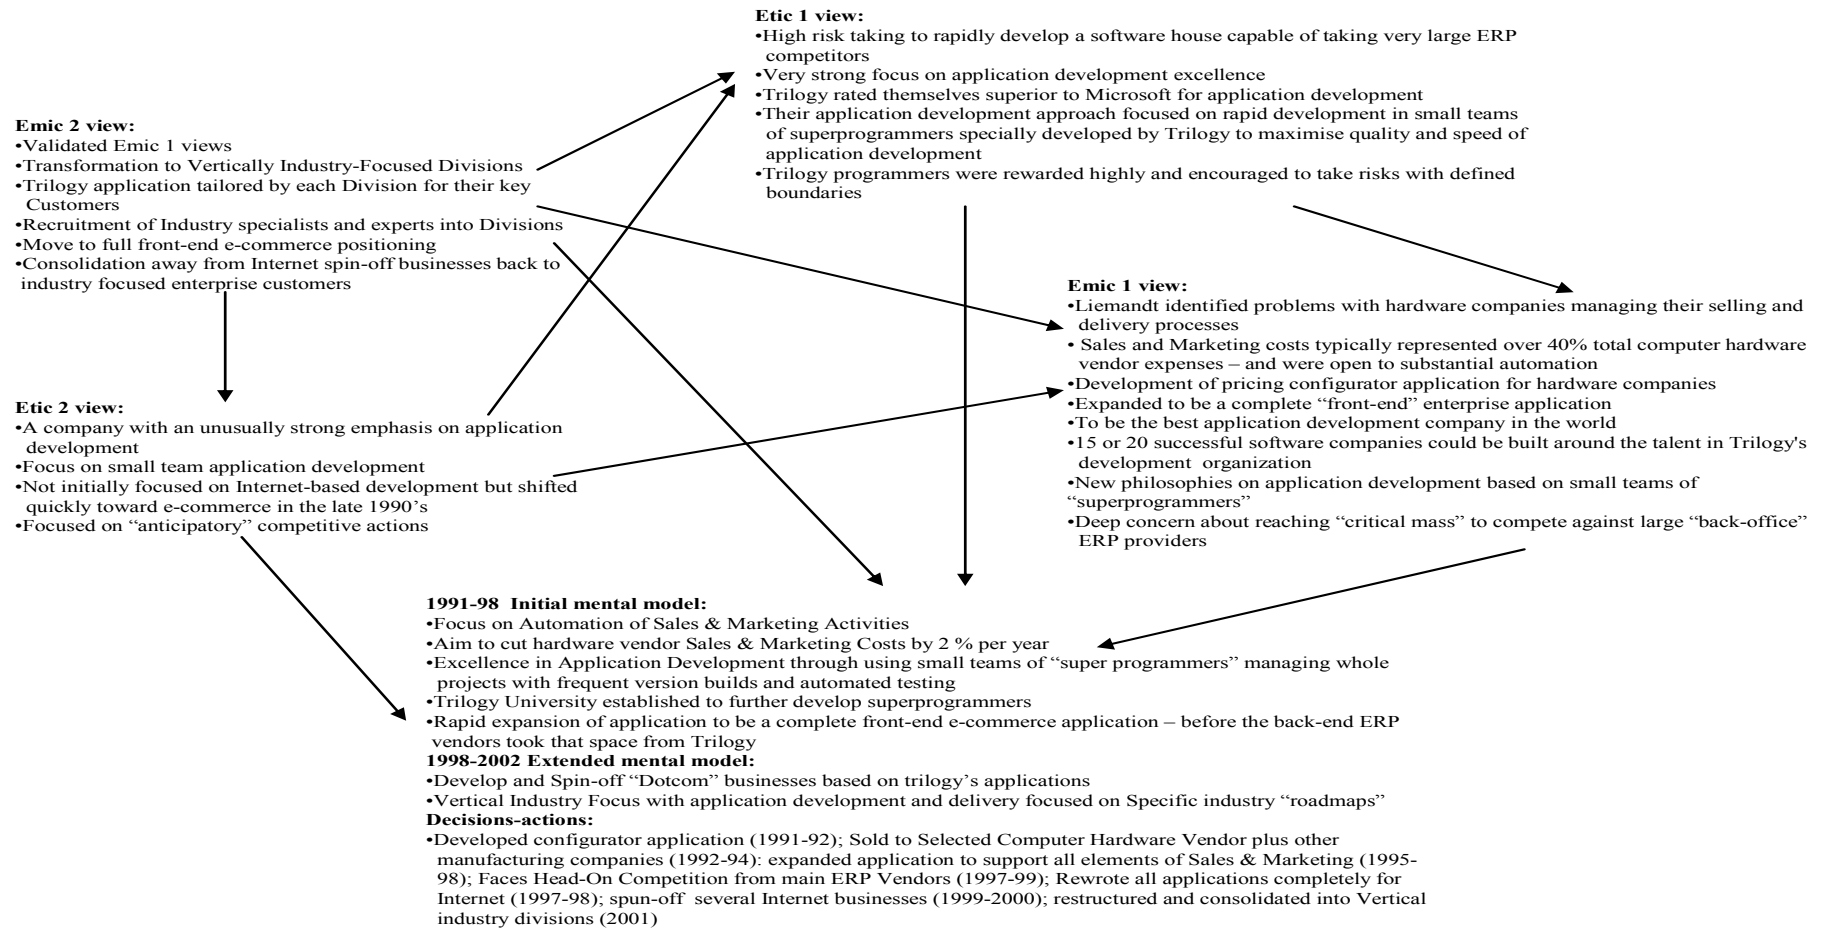 Etic 1 view:
•High risk taking to rapidly develop a software house capable of taking very large ERP
competitors
•Very strong focus on application development excellence
•Trilogy rated themselves superior to Microsoft for application development
•Their application development approach focused on rapid development in small teams
of superprogrammers specially developed by Trilogy to maximise quality and speed of
application development
•Trilogy programmers were rewarded highly and encouraged to take risks with defined
boundaries
Emic 2 view:
•Validated Emic 1 views
•Transformation to Vertically Industry-Focused Divisions
•Trilogy application tailored by each Division for their key
Customers
•Recruitment of Industry specialists and experts into Divisions
•Move to full front-end e-commerce positioning
•Consolidation away from Internet spin-off businesses back to
industry focused enterprise customers
Emic 1 view:
•Liemandt identified problems with hardware companies managing their selling and
delivery processes
• Sales and Marketing costs typically represented over 40% total computer hardware
vendor expenses – and were open to substantial automation
•Development of pricing configurator application for hardware companies
•Expanded to be a complete “front-end” enterprise application
•To be the best application development company in the world
•15 or 20 successful software companies could be built around the talent in Trilogy's
development organization
•New philosophies on application development based on small teams of
“superprogrammers”
•Deep concern about reaching “critical mass” to compete against large “back-office”
ERP providers
Etic 2 view:
•A company with an unusually strong emphasis on application
development
•Focus on small team application development
•Not initially focused on Internet-based development but shifted
quickly toward e-commerce in the late 1990’s
•Focused on “anticipatory” competitive actions
1991-98 Initial mental model:
•Focus on Automation of Sales & Marketing Activities
•Aim to cut hardware vendor Sales & Marketing Costs by 2 % per year
•Excellence in Application Development through using small teams of “super programmers” managing whole
projects with frequent version builds and automated testing
•Trilogy University established to further develop superprogrammers
•Rapid expansion of application to be a complete front-end e-commerce application – before the back-end ERP
vendors took that space from Trilogy
1998-2002 Extended mental model:
•Develop and Spin-off “Dotcom” businesses based on trilogy’s applications
•Vertical Industry Focus with application development and delivery focused on Specific industry “roadmaps”
Decisions-actions:
•Developed configurator application (1991-92); Sold to Selected Computer Hardware Vendor plus other
manufacturing companies (1992-94): expanded application to support all elements of Sales & Marketing (1995-
98); Faces Head-On Competition from main ERP Vendors (1997-99); Rewrote all applications completely for
Internet (1997-98); spun-off several Internet businesses (1999-2000); restructured and consolidated into Vertical
industry divisions (2001)